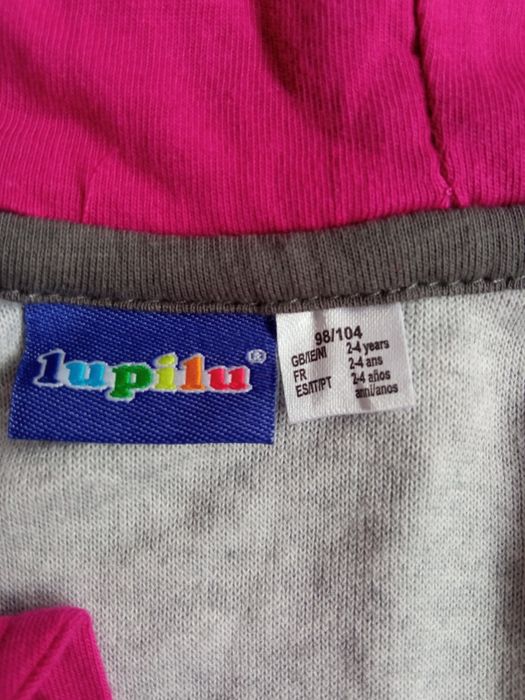 lupilu®
98/104
GB/IE/NI 2-4 years
FR 2-4 ans
ES/IT/PT 2-4 años
anni/anos